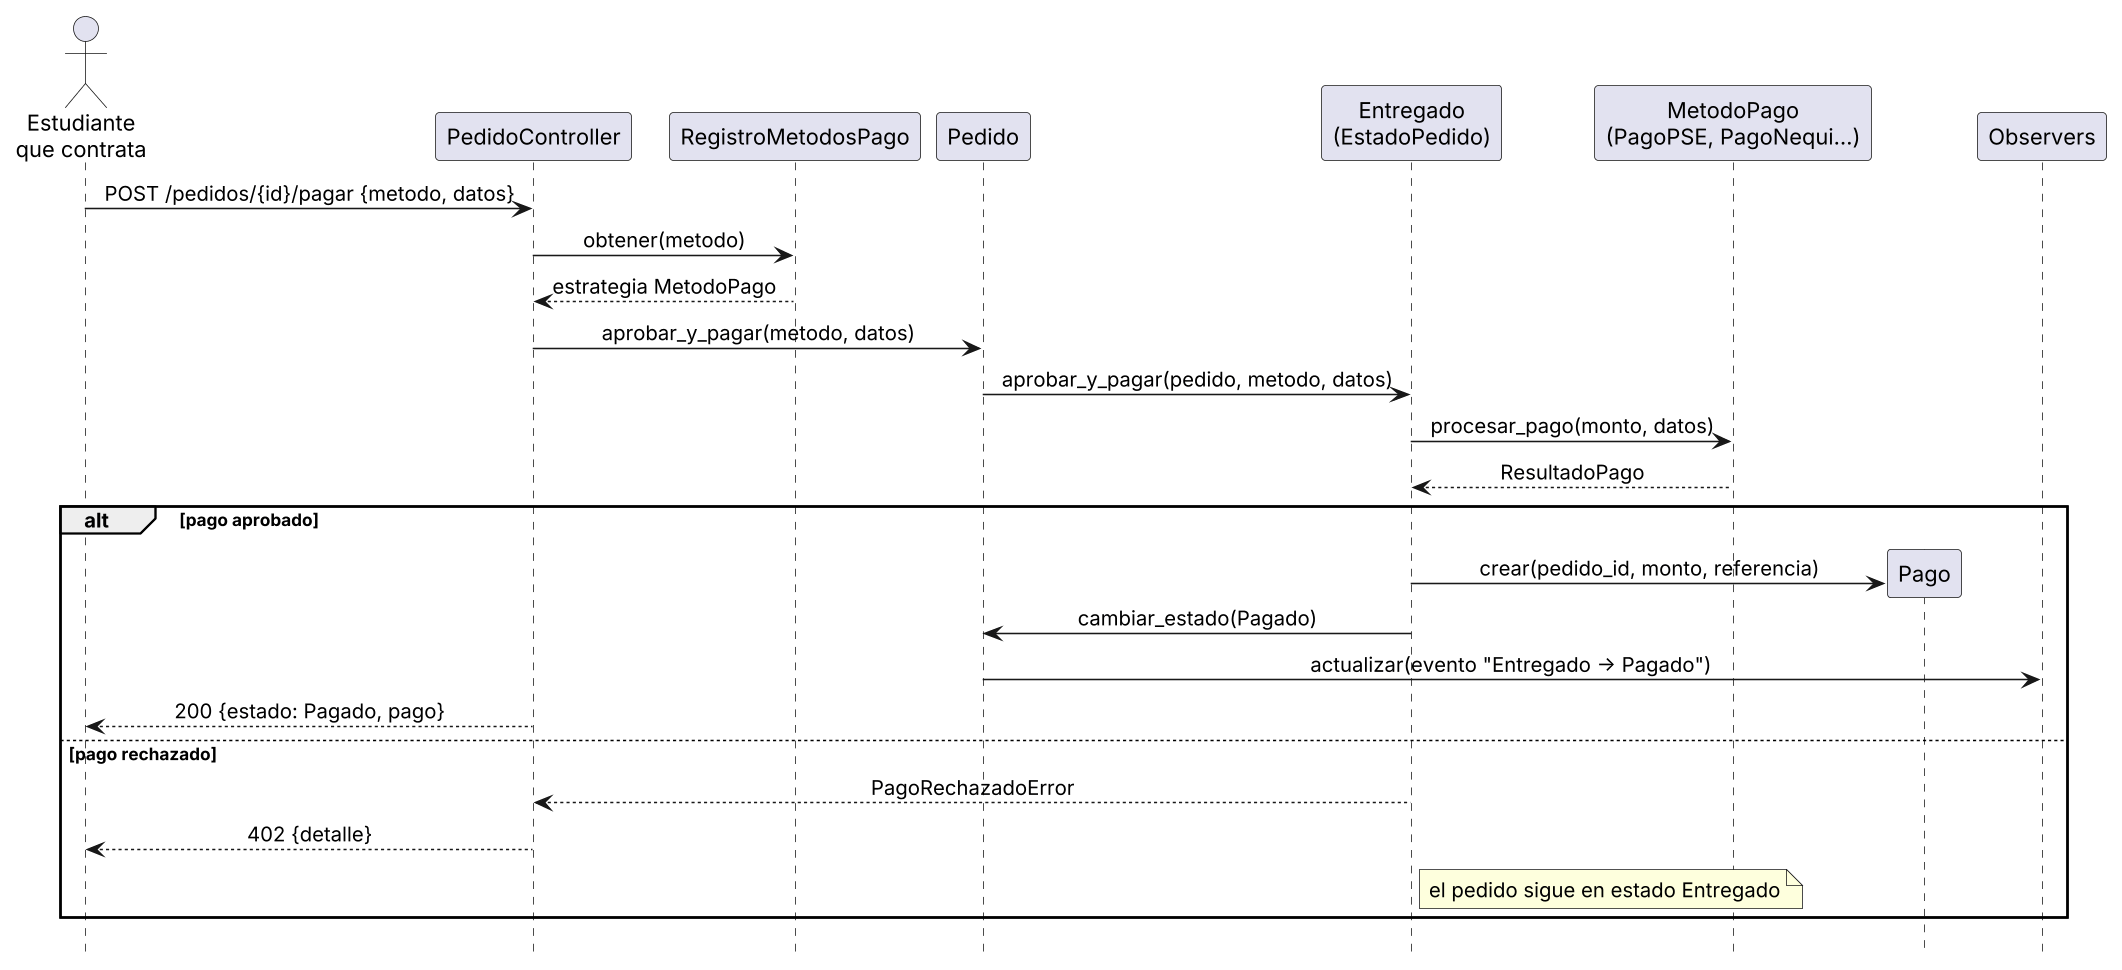 Estudiante
que contrata
PedidoController
RegistroMetodosPago
Pedido
Entregado
(EstadoPedido)
MetodoPago
(PagoPSE, PagoNequi...)
Observers
POST /pedidos/{id}/pagar {metodo, datos}
obtener(metodo)
estrategia MetodoPago
aprobar_y_pagar(metodo, datos)
aprobar_y_pagar(pedido, metodo, datos)
procesar_pago(monto, datos)
ResultadoPago
alt [pago aprobado]
crear(pedido_id, monto, referencia)
Pago
cambiar_estado(Pagado)
actualizar(evento "Entregado → Pagado")
200 {estado: Pagado, pago}
[pago rechazado]
PagoRechazadoError
402 {detalle}
el pedido sigue en estado Entregado